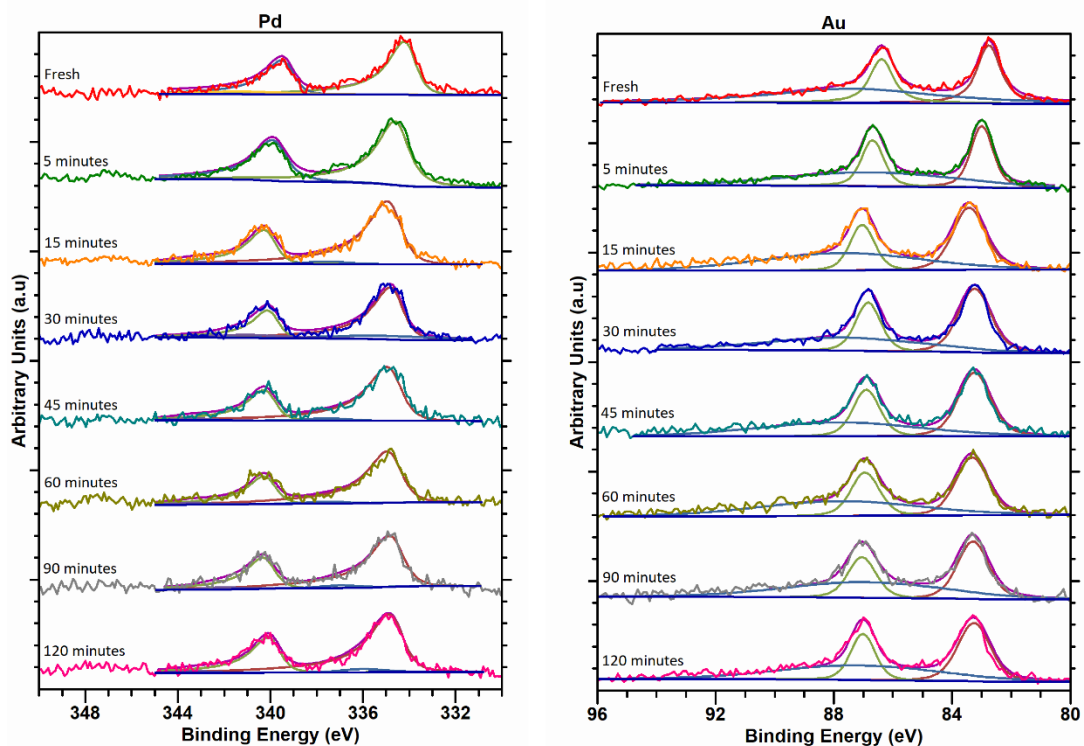 Pd
Fresh
5 minutes
15 minutes
30 minutes
45 minutes
60 minutes
90 minutes
120 minutes
Arbitrary Units (a.u)
348 344 340 336 332
Binding Energy (eV)
Au
Fresh
5 minutes
15 minutes
30 minutes
45 minutes
60 minutes
90 minutes
120 minutes
Arbitrary Units (a.u)
96 92 88 84 80
Binding Energy (eV)